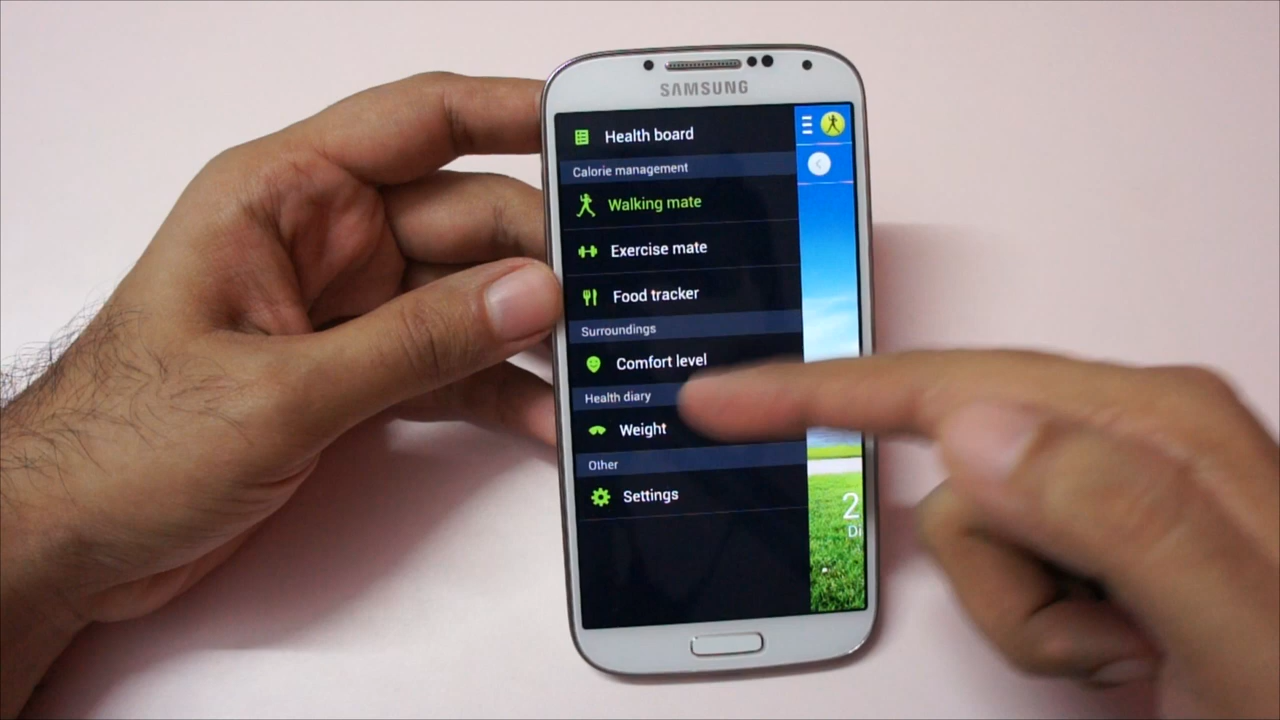 SAMSUNG
Health board
Calorie management
Walking mate
Exercise mate
Food tracker
Surroundings
Comfort level
Health diary
Weight
Other
Settings
2
Di